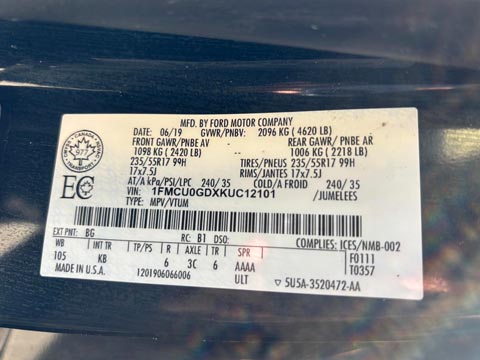 MFD. BY FORD MOTOR COMPANY
06/19 GVWR/PNBV: 2096 KG (4620 LB)
FRONT GAWR/PNBE AV REAR GAWR/PNBE AR
1098 KG (2420 LB) 1006 KG (2218 LB)
235/55R17 99H TIRES/PNEUS 235/55R17 99H
17x7.5J RIMS/JANTES 17x7.5J
AT/A kPa/PSI/LPC 240/35 COLD/A FROID 240/35
VIN: 1FMCU0GDXKUC12101 /JUMELEES
TYPE: MPV/VTUM
CANADA
EC
EXT PNT: BG RC: B1 DSO: COMPLIES: ICES/NMB-002
WB INT TR TP/PS R AXLE TR SPR F0111
105 KB 6 3C 6 AAAA T0357
MADE IN U.S.A. 1201906066006 ULT 5U5A-3520472-AA